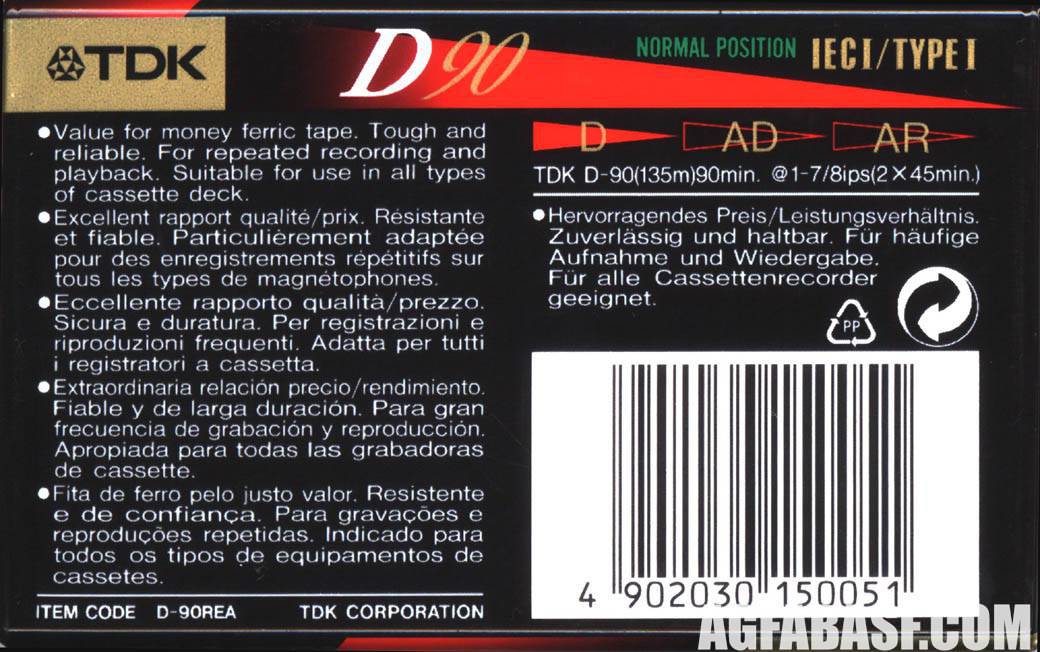 TDK
D90
NORMAL POSITION IEC I/TYPE I
●Value for money ferric tape. Tough and
reliable. For repeated recording and
playback. Suitable for use in all types
of cassette deck.
●Excellent rapport qualité/prix. Résistante
et fiable. Particulièrement adaptée
pour des enregistrements répétitifs sur
tous les types de magnétophones.
●Eccellente rapporto qualità/prezzo.
Sicura e duratura. Per registrazioni e
riproduzioni frequenti. Adatta per tutti
i registratori a cassetta.
●Extraordinaria relación precio/rendimiento.
Fiable y de larga duración. Para gran
frecuencia de grabación y reproducción.
Apropiada para todas las grabadoras
de cassette.
●Fita de ferro pelo justo valor. Resistente
e de confiança. Para gravações e
reproduções repetidas. Indicado para
todos os tipos de equipamentos de
cassetes.
ITEM CODE D-90REA TDK CORPORATION
D AD AR
TDK D-90(135m)90min. @1-7/8ips(2×45min.)
●Hervorragendes Preis/Leistungsverhältnis.
Zuverlässig und haltbar. Für häufige
Aufnahme und Wiedergabe.
Für alle Cassettenrecorder
geeignet.
PP
4 902030 150051
AGFABASF.COM